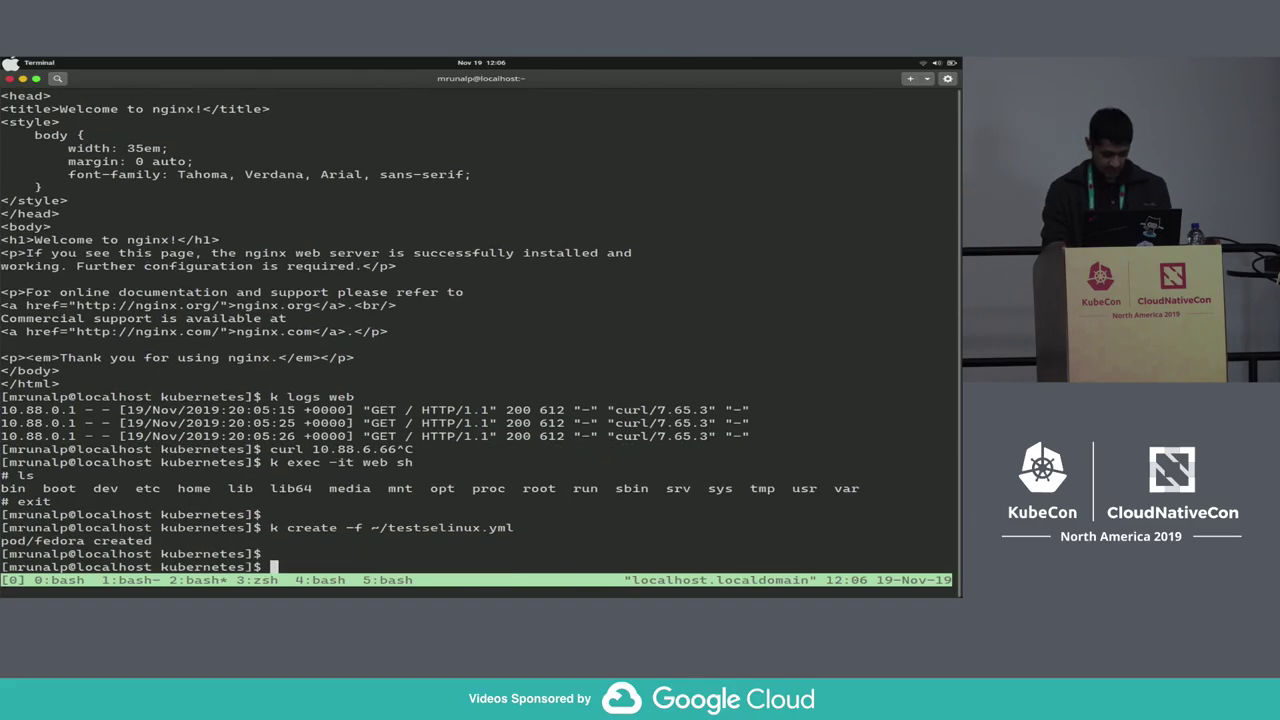 Terminal
Nov 19 12:06
mrunalp@localhost:~
<head>
<title>Welcome to nginx!</title>
<style>
    body {
        width: 35em;
        margin: 0 auto;
        font-family: Tahoma, Verdana, Arial, sans-serif;
    }
</style>
</head>
<body>
<h1>Welcome to nginx!</h1>
<p>If you see this page, the nginx web server is successfully installed and
working. Further configuration is required.</p>
<p>For online documentation and support please refer to
<a href="http://nginx.org/">nginx.org</a>.<br/>
Commercial support is available at
<a href="http://nginx.com/">nginx.com</a>.</p>
<p><em>Thank you for using nginx.</em></p>
</body>
</html>
[mrunalp@localhost kubernetes]$ k logs web
10.88.0.1 - - [19/Nov/2019:20:05:15 +0000] "GET / HTTP/1.1" 200 612 "-" "curl/7.65.3" "-"
10.88.0.1 - - [19/Nov/2019:20:05:25 +0000] "GET / HTTP/1.1" 200 612 "-" "curl/7.65.3" "-"
10.88.0.1 - - [19/Nov/2019:20:05:26 +0000] "GET / HTTP/1.1" 200 612 "-" "curl/7.65.3" "-"
[mrunalp@localhost kubernetes]$ curl 10.88.6.66^C
[mrunalp@localhost kubernetes]$ k exec -it web sh
# ls
bin  boot  dev  etc  home  lib  lib64  media  mnt  opt  proc  root  run  sbin  srv  sys  tmp  usr  var
# exit
[mrunalp@localhost kubernetes]$
[mrunalp@localhost kubernetes]$ k create -f ~/testselinux.yml
pod/fedora created
[mrunalp@localhost kubernetes]$
[mrunalp@localhost kubernetes]$
[0] 0:bash  1:bash- 2:bash* 3:zsh  4:bash  5:bash "localhost.localdomain" 12:06 19-Nov-19
KubeCon CloudNativeCon
North America 2019
KubeCon CloudNativeCon
North America 2019
Videos Sponsored by Google Cloud